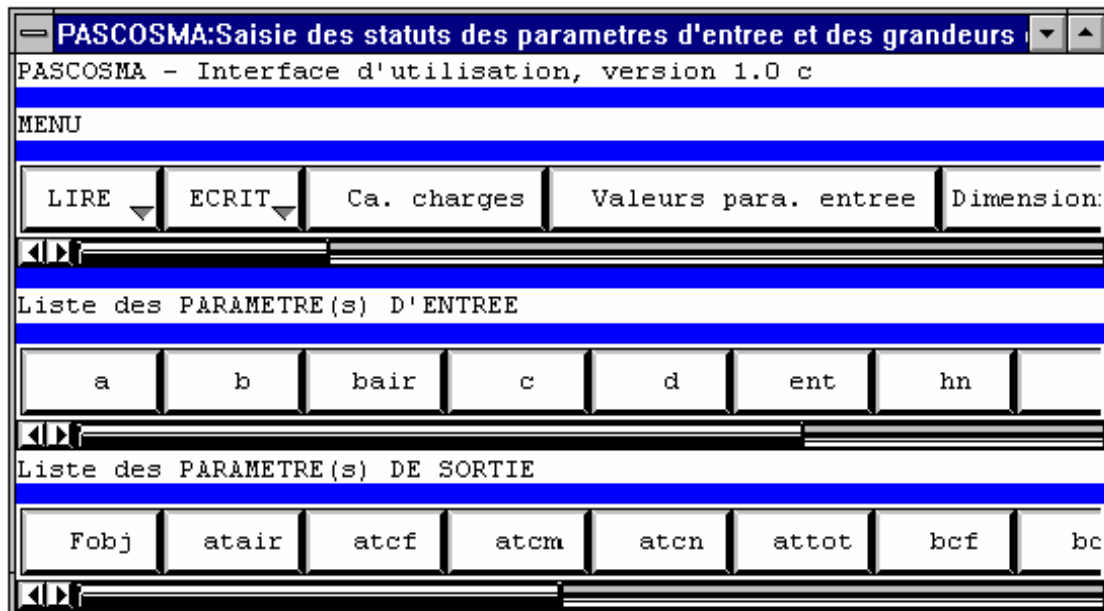 PASCOSMA:Saisie des statuts des parametres d'entree et des grandeurs
PASCOSMA - Interface d'utilisation, version 1.0 c
MENU
LIRE ECRIT Ca. charges Valeurs para. entree Dimension
Liste des PARAMETRE(s) D'ENTREE
a b bair c d ent hn
Liste des PARAMETRE(s) DE SORTIE
Fobj atair atcf atcm atcn attot bcf bc